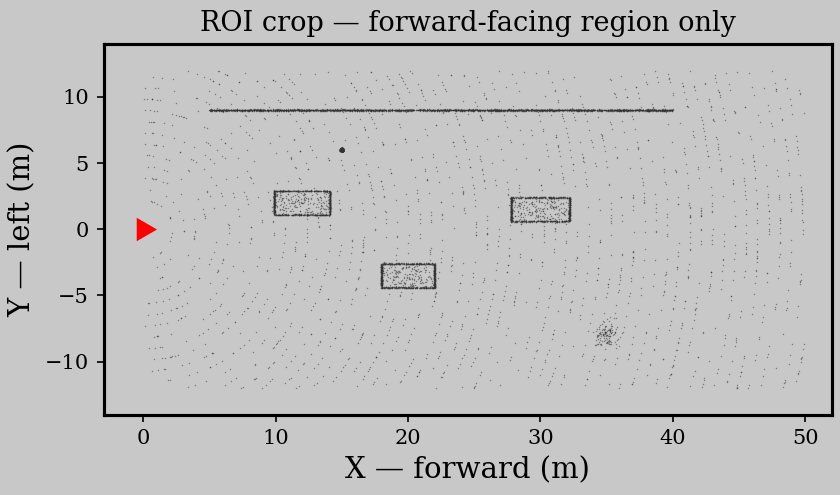 ROI crop — forward-facing region only
10
5
0
−5
−10
Y — left (m)
0 10 20 30 40 50
X — forward (m)